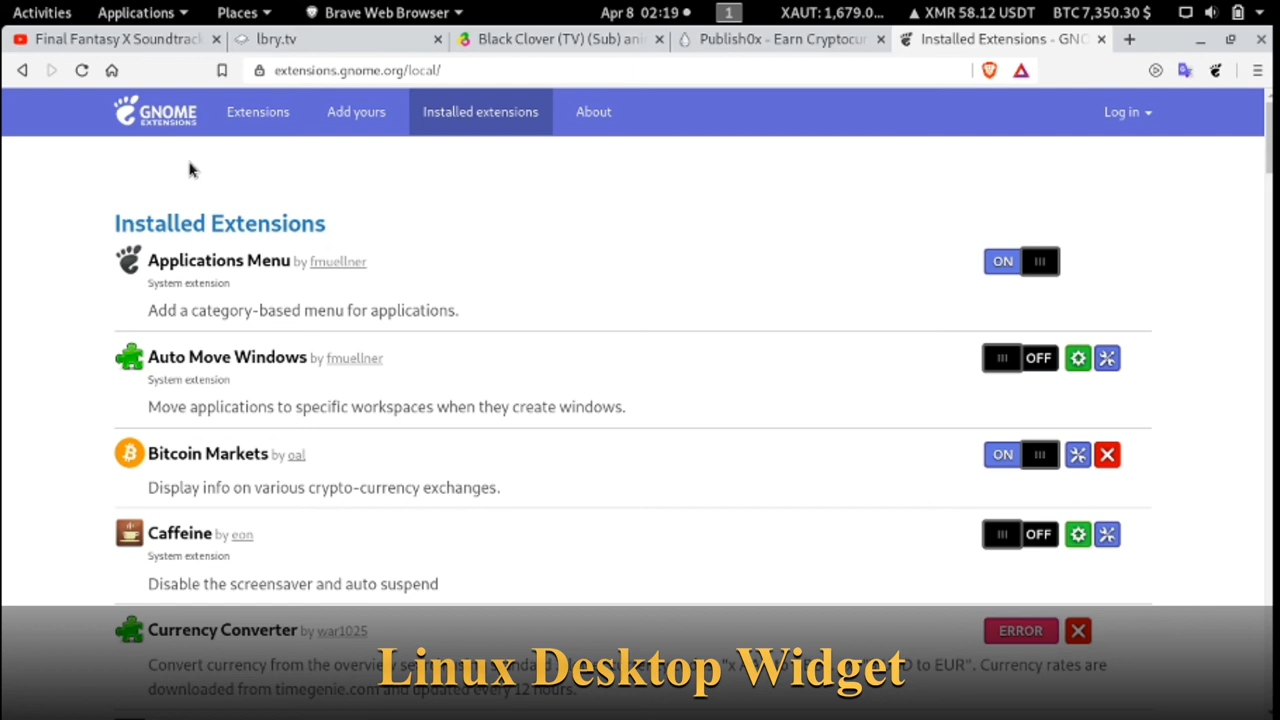 Activities Applications Places Brave Web Browser Apr 8 02:19 1 XAUT: 1,679.0... ▲ XMR 58.12 USDT BTC 7,350.30 $
Final Fantasy X Soundtrack lbry.tv Black Clover (TV) (Sub) ani Publish0x - Earn Cryptocur Installed Extensions - GNO
extensions.gnome.org/local/
GNOME EXTENSIONS Extensions Add yours Installed extensions About Log in
Installed Extensions
Applications Menu by fmuellner ON
System extension
Add a category-based menu for applications.
Auto Move Windows by fmuellner OFF
System extension
Move applications to specific workspaces when they create windows.
Bitcoin Markets by oal ON
Display info on various crypto-currency exchanges.
Caffeine by eon OFF
System extension
Disable the screensaver and auto suspend
Currency Converter by war1025 ERROR
Convert currency from the overview to EUR". Currency rates are
downloaded from timegenie.com and updated every 12 hours.
Linux Desktop Widget